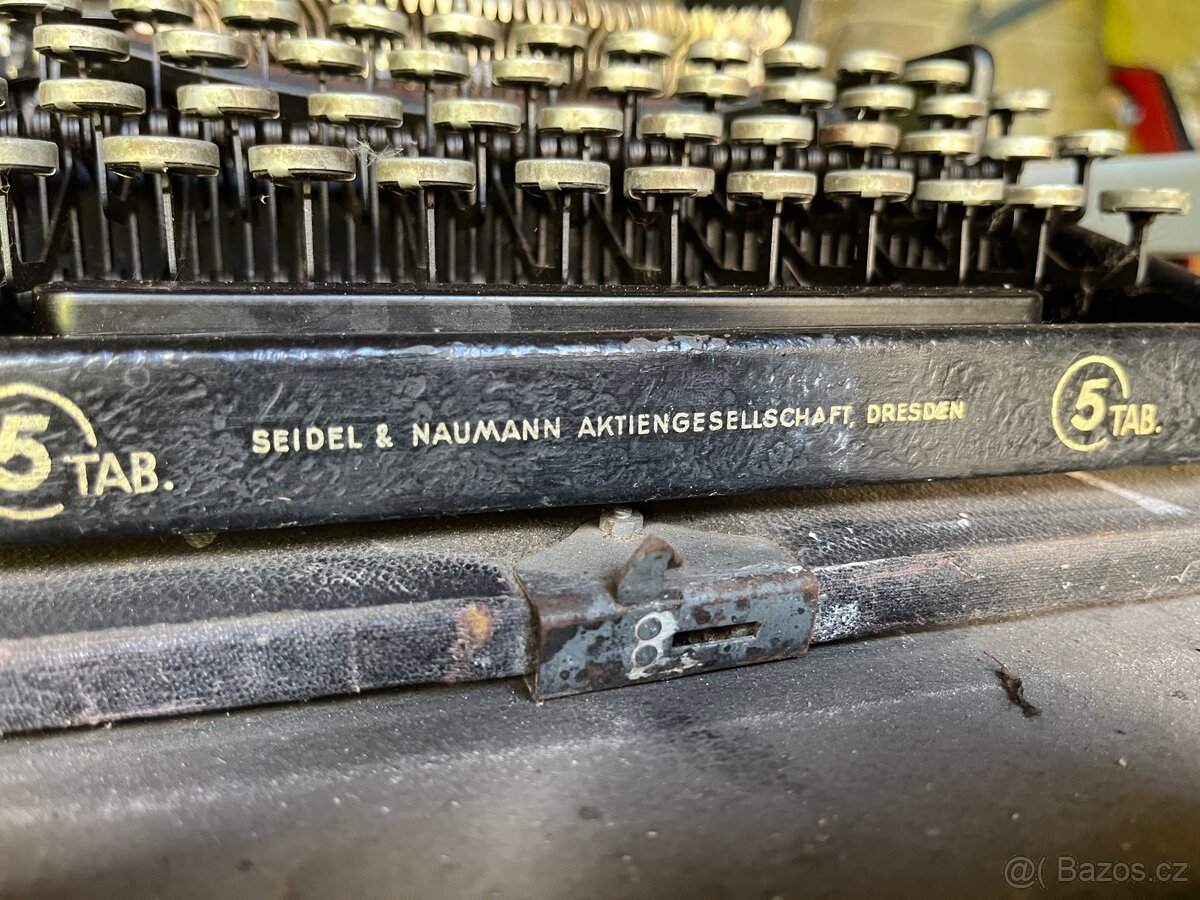 5 TAB.
SEIDEL & NAUMANN AKTIENGESELLSCHAFT, DRESDEN
5 TAB.
@( Bazos.cz